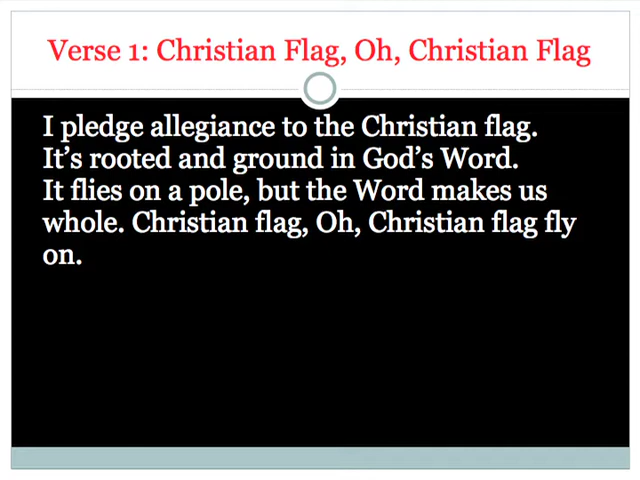 Verse 1: Christian Flag, Oh, Christian Flag
I pledge allegiance to the Christian flag.
It's rooted and ground in God's Word.
It flies on a pole, but the Word makes us
whole. Christian flag, Oh, Christian flag fly
on.